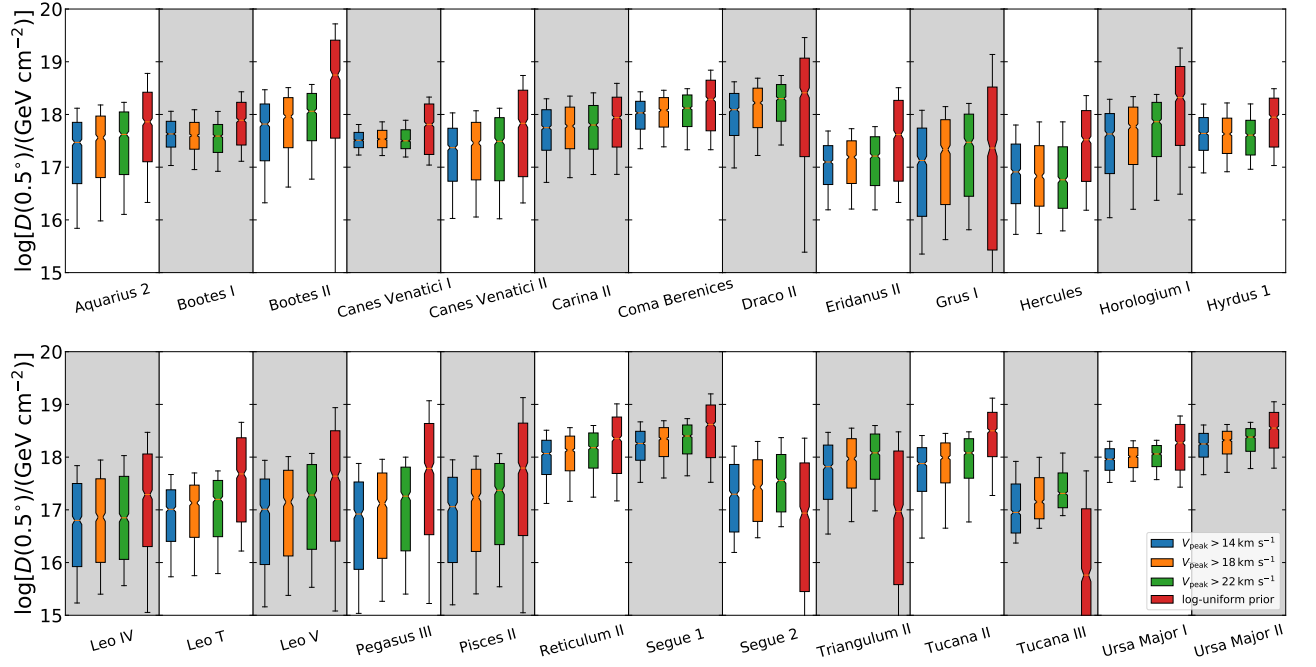 log[D(0.5°)/(GeV cm⁻²)]
20
19
18
17
16
15
Aquarius 2
Bootes I
Bootes II
Canes Venatici I
Canes Venatici II
Carina II
Coma Berenices
Draco II
Eridanus II
Grus I
Hercules
Horologium I
Hyrdus 1
log[D(0.5°)/(GeV cm⁻²)]
20
19
18
17
16
15
V_peak > 14 km s⁻¹
V_peak > 18 km s⁻¹
V_peak > 22 km s⁻¹
log-uniform prior
Leo IV
Leo T
Leo V
Pegasus III
Pisces II
Reticulum II
Segue 1
Segue 2
Triangulum II
Tucana II
Tucana III
Ursa Major I
Ursa Major II